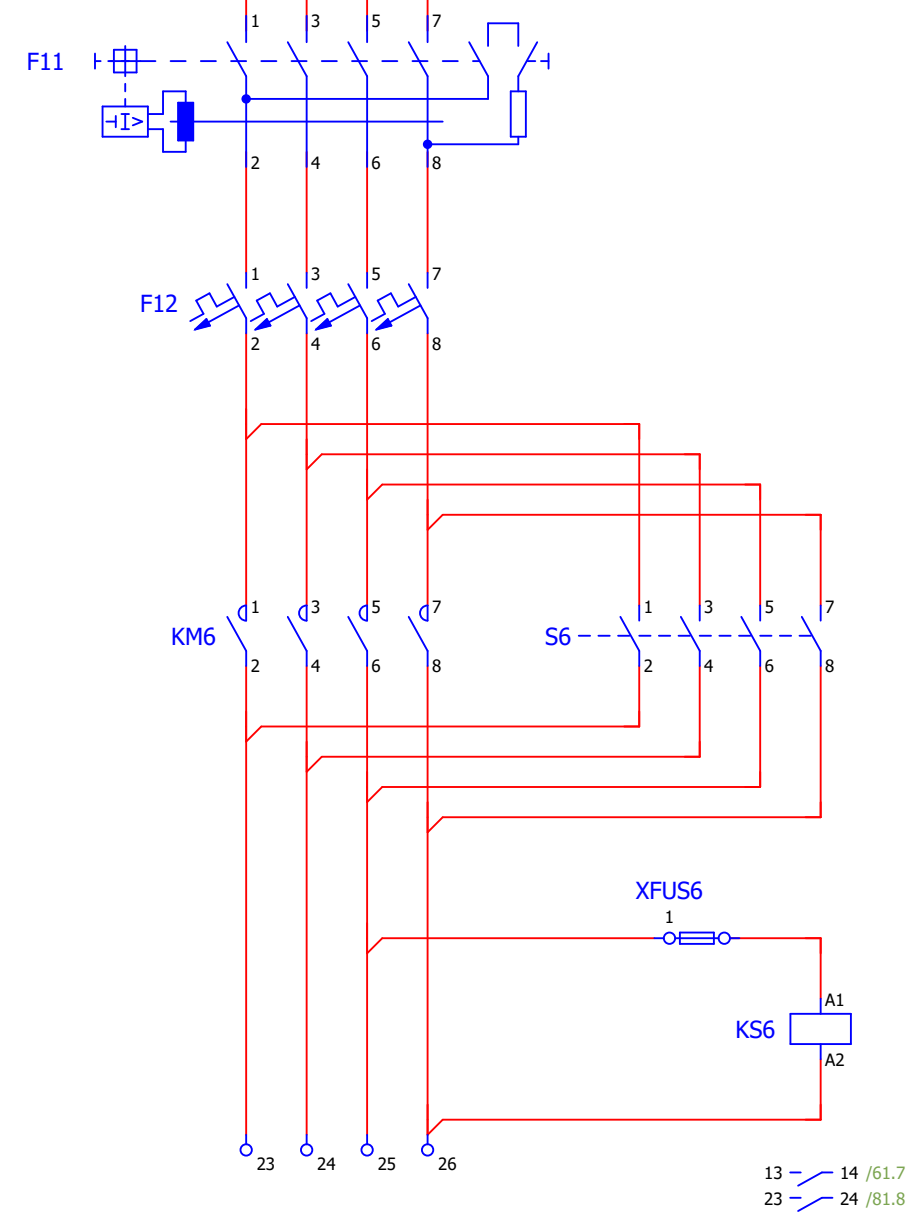 1 3 5 7
F11
I>
2 4 6 8
1 3 5 7
F12
2 4 6 8
1 3 5 7 1 3 5 7
KM6 S6
2 4 6 8 2 4 6 8
XFUS6
1
A1
KS6
A2
23 24 25 26
13 14 /61.7
23 24 /81.8